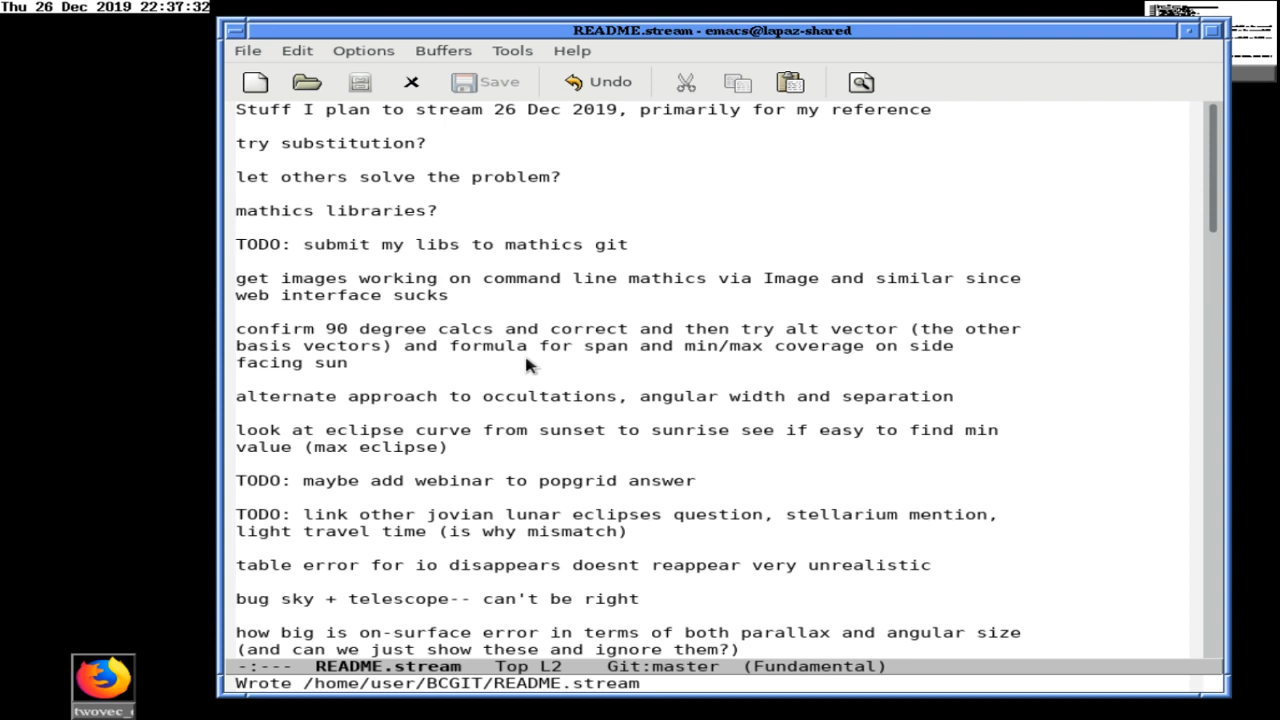 Thu 26 Dec 2019 22:37:32
README.stream - emacs@lapaz-shared
File Edit Options Buffers Tools Help
Save Undo
Stuff I plan to stream 26 Dec 2019, primarily for my reference
try substitution?
let others solve the problem?
mathics libraries?
TODO: submit my libs to mathics git
get images working on command line mathics via Image and similar since
web interface sucks
confirm 90 degree calcs and correct and then try alt vector (the other
basis vectors) and formula for span and min/max coverage on side
facing sun
alternate approach to occultations, angular width and separation
look at eclipse curve from sunset to sunrise see if easy to find min
value (max eclipse)
TODO: maybe add webinar to popgrid answer
TODO: link other jovian lunar eclipses question, stellarium mention,
light travel time (is why mismatch)
table error for io disappears doesnt reappear very unrealistic
bug sky + telescope-- can't be right
how big is on-surface error in terms of both parallax and angular size
(and can we just show these and ignore them?)
-:--- README.stream Top L2 Git:master (Fundamental)
Wrote /home/user/BCGIT/README.stream